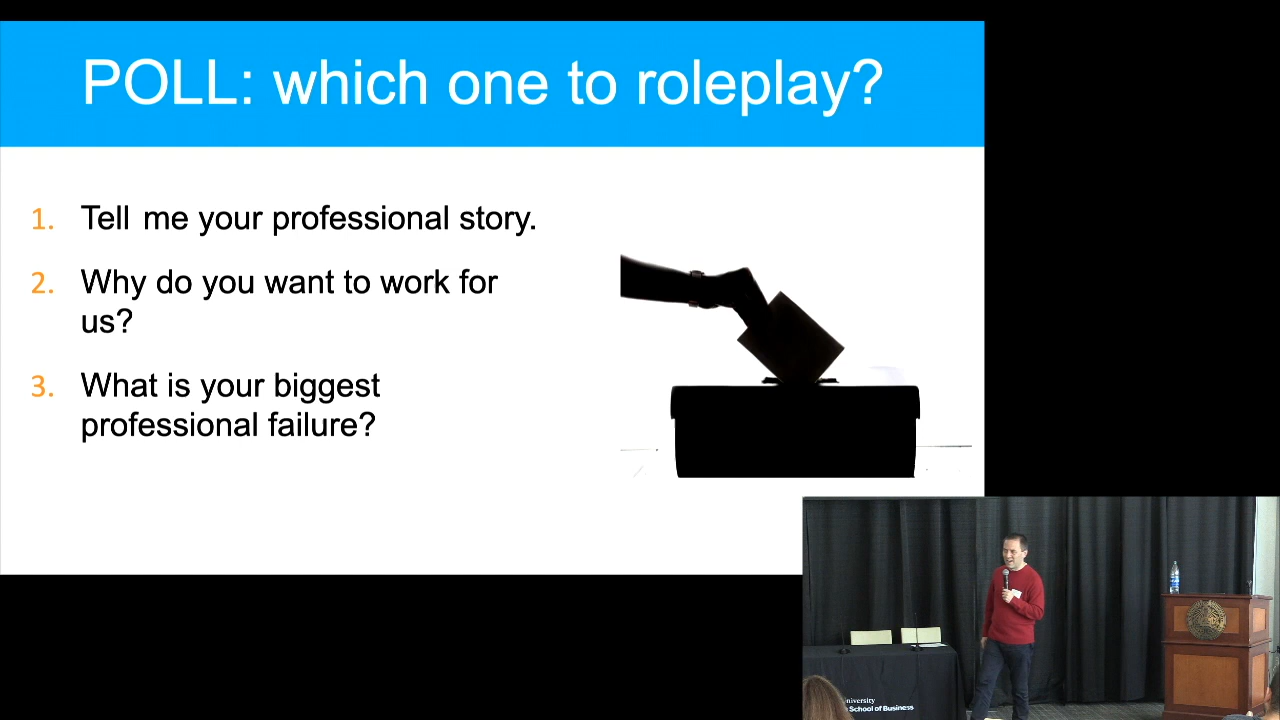 POLL: which one to roleplay?
1. Tell me your professional story.
2. Why do you want to work for
us?
3. What is your biggest
professional failure?
University
School of Business